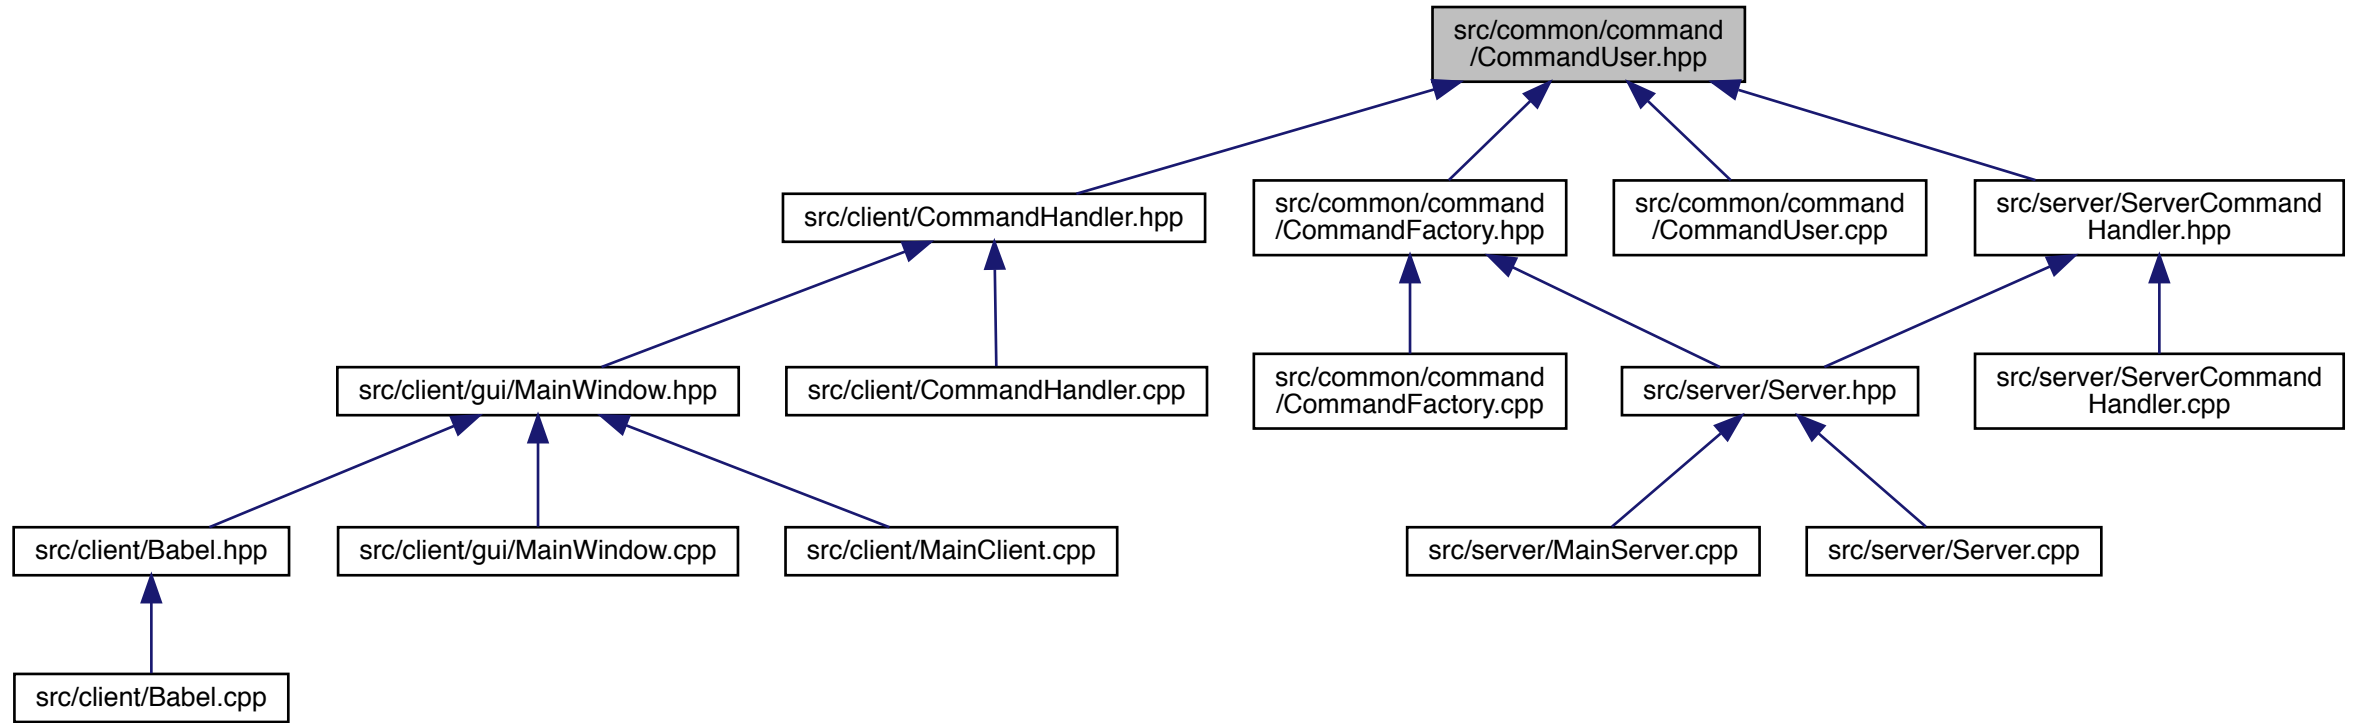 src/common/command
/CommandUser.hpp
src/client/CommandHandler.hpp
src/common/command
/CommandFactory.hpp
src/common/command
/CommandUser.cpp
src/server/ServerCommand
Handler.hpp
src/client/gui/MainWindow.hpp
src/client/CommandHandler.cpp
src/common/command
/CommandFactory.cpp
src/server/Server.hpp
src/server/ServerCommand
Handler.cpp
src/client/Babel.hpp
src/client/gui/MainWindow.cpp
src/client/MainClient.cpp
src/server/MainServer.cpp
src/server/Server.cpp
src/client/Babel.cpp